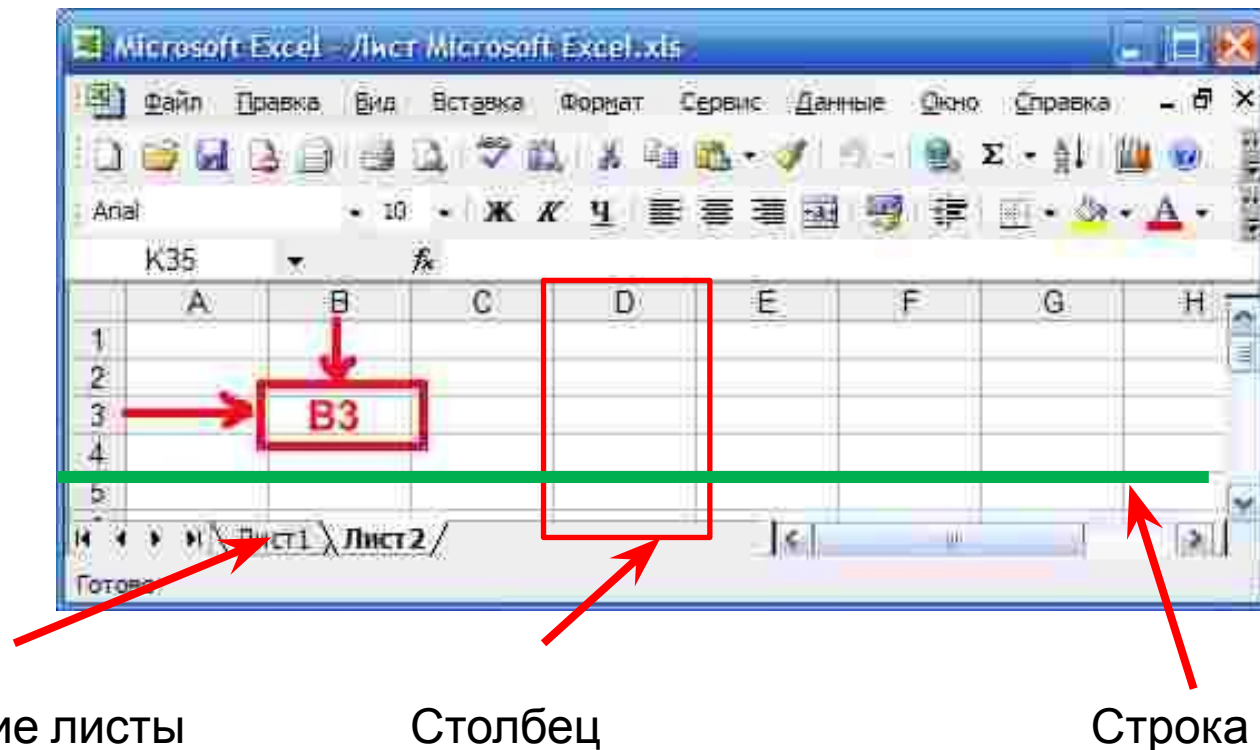 Microsoft Excel - Лист Microsoft Excel.xls
Файл Правка Вид Вставка Формат Сервис Данные Окно Справка
Arial 10 Ж К Ч
K35 fx
A B C D E F G H
1
2
3 B3
4
5
Лист1 Лист2
Готово
ие листы Столбец Строка